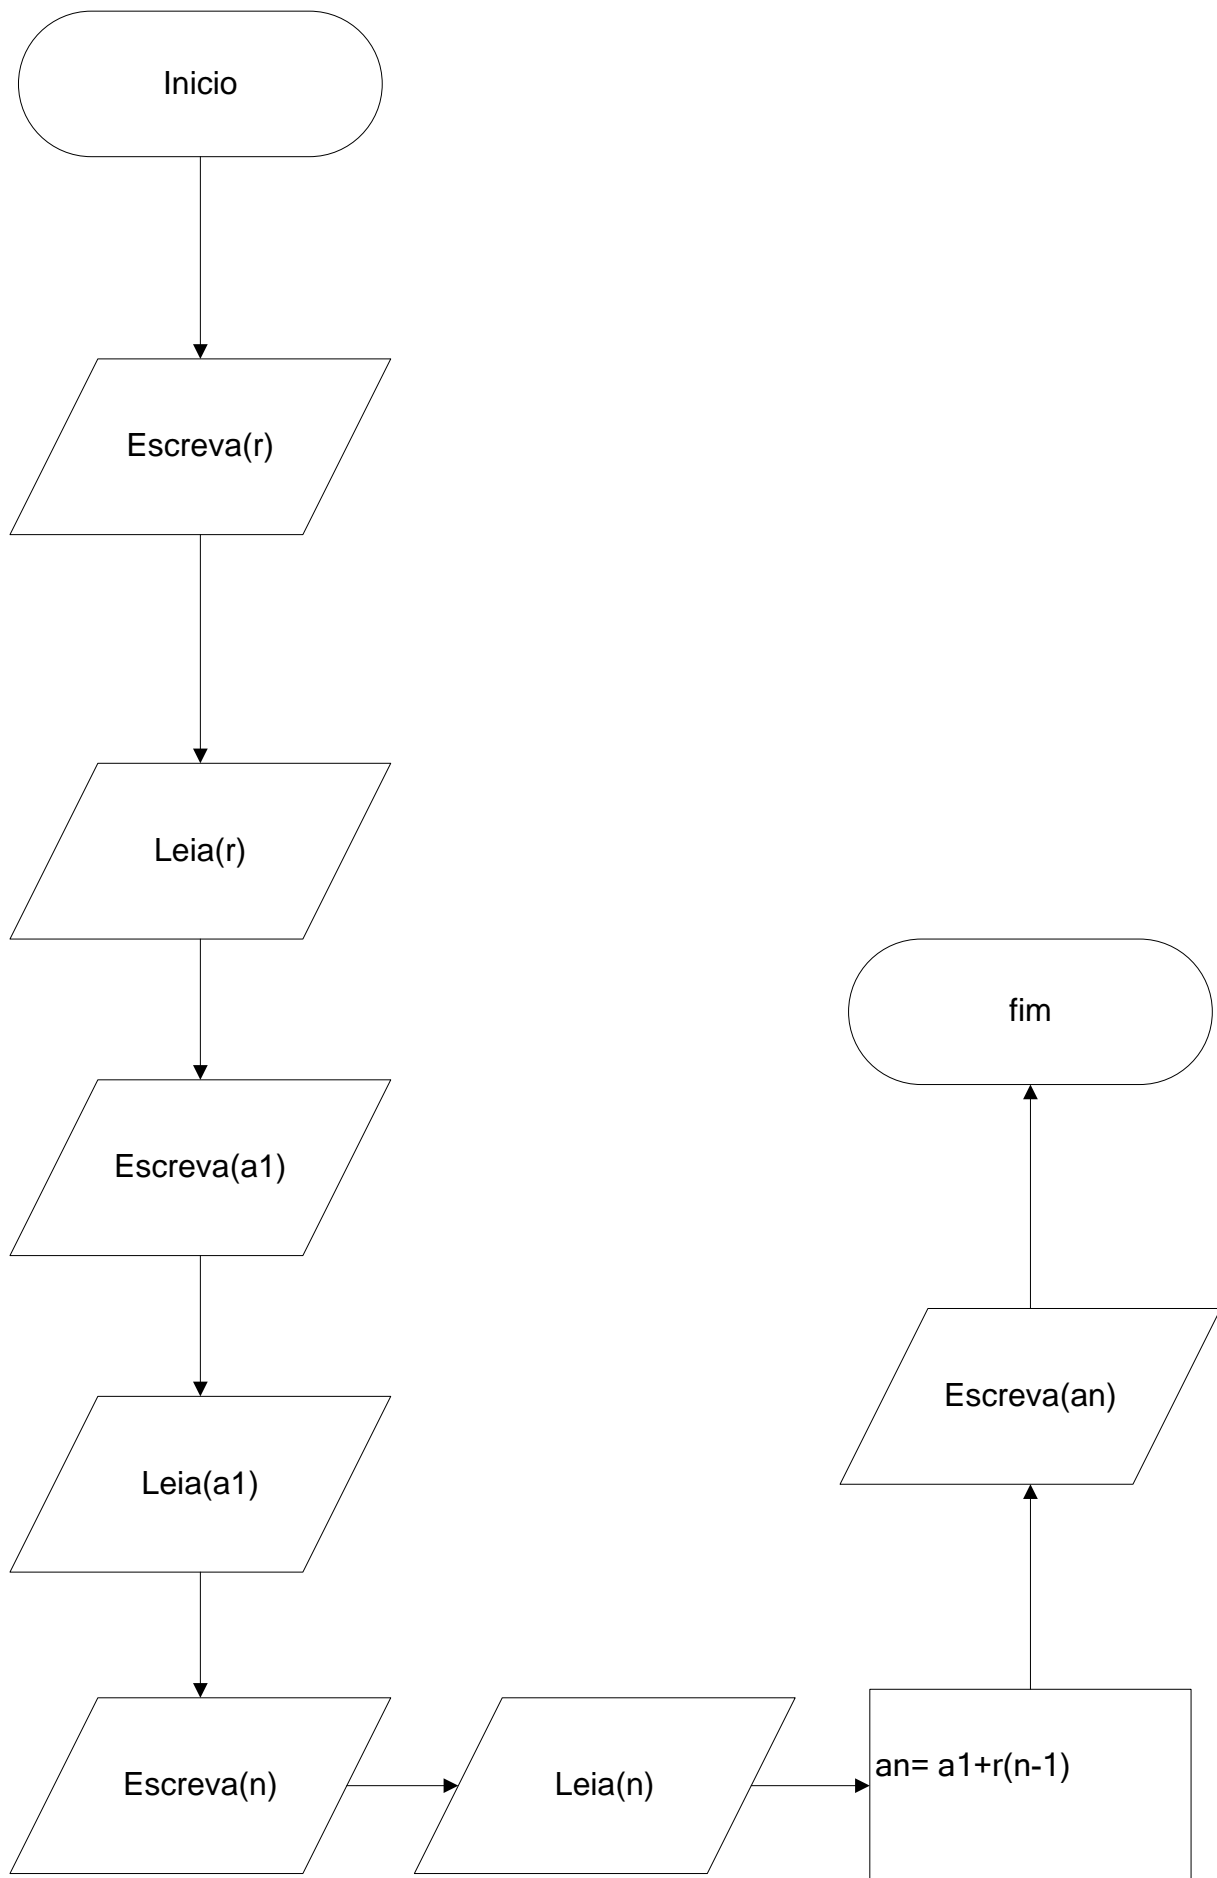 Inicio
Escreva(r)
Leia(r)
Escreva(a1)
Leia(a1)
Escreva(n)
Leia(n)
an= a1+r(n-1)
Escreva(an)
fim